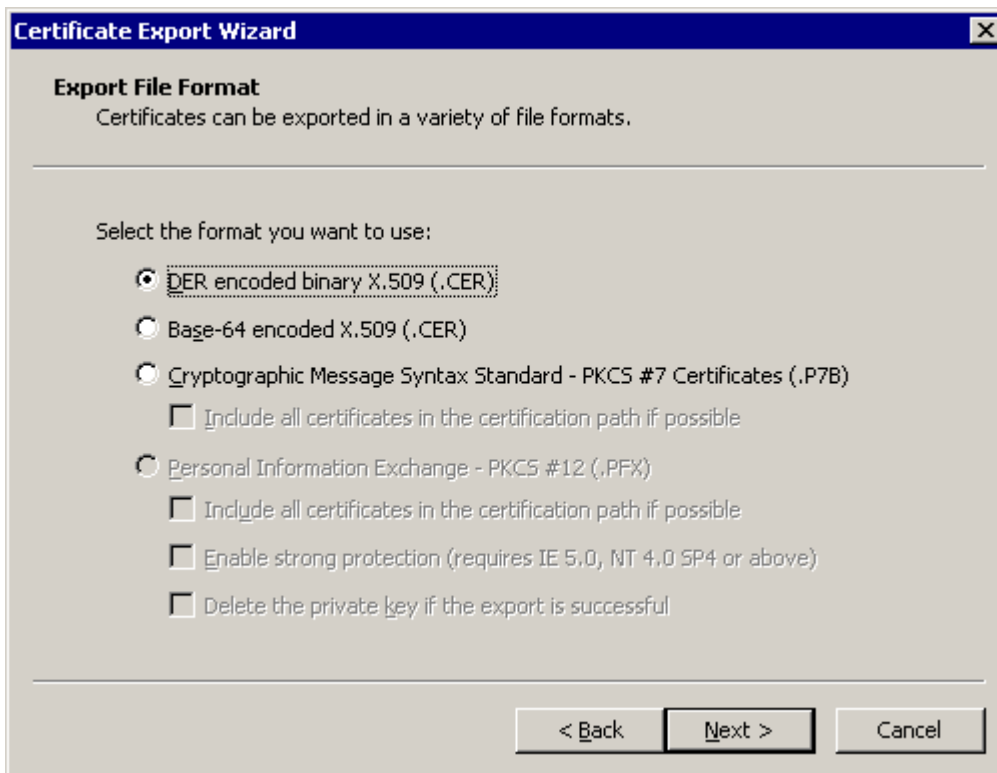 Certificate Export Wizard
Export File Format
Certificates can be exported in a variety of file formats.
Select the format you want to use:
DER encoded binary X.509 (.CER)
Base-64 encoded X.509 (.CER)
Cryptographic Message Syntax Standard - PKCS #7 Certificates (.P7B)
Include all certificates in the certification path if possible
Personal Information Exchange - PKCS #12 (.PFX)
Include all certificates in the certification path if possible
Enable strong protection (requires IE 5.0, NT 4.0 SP4 or above)
Delete the private key if the export is successful
< Back Next > Cancel